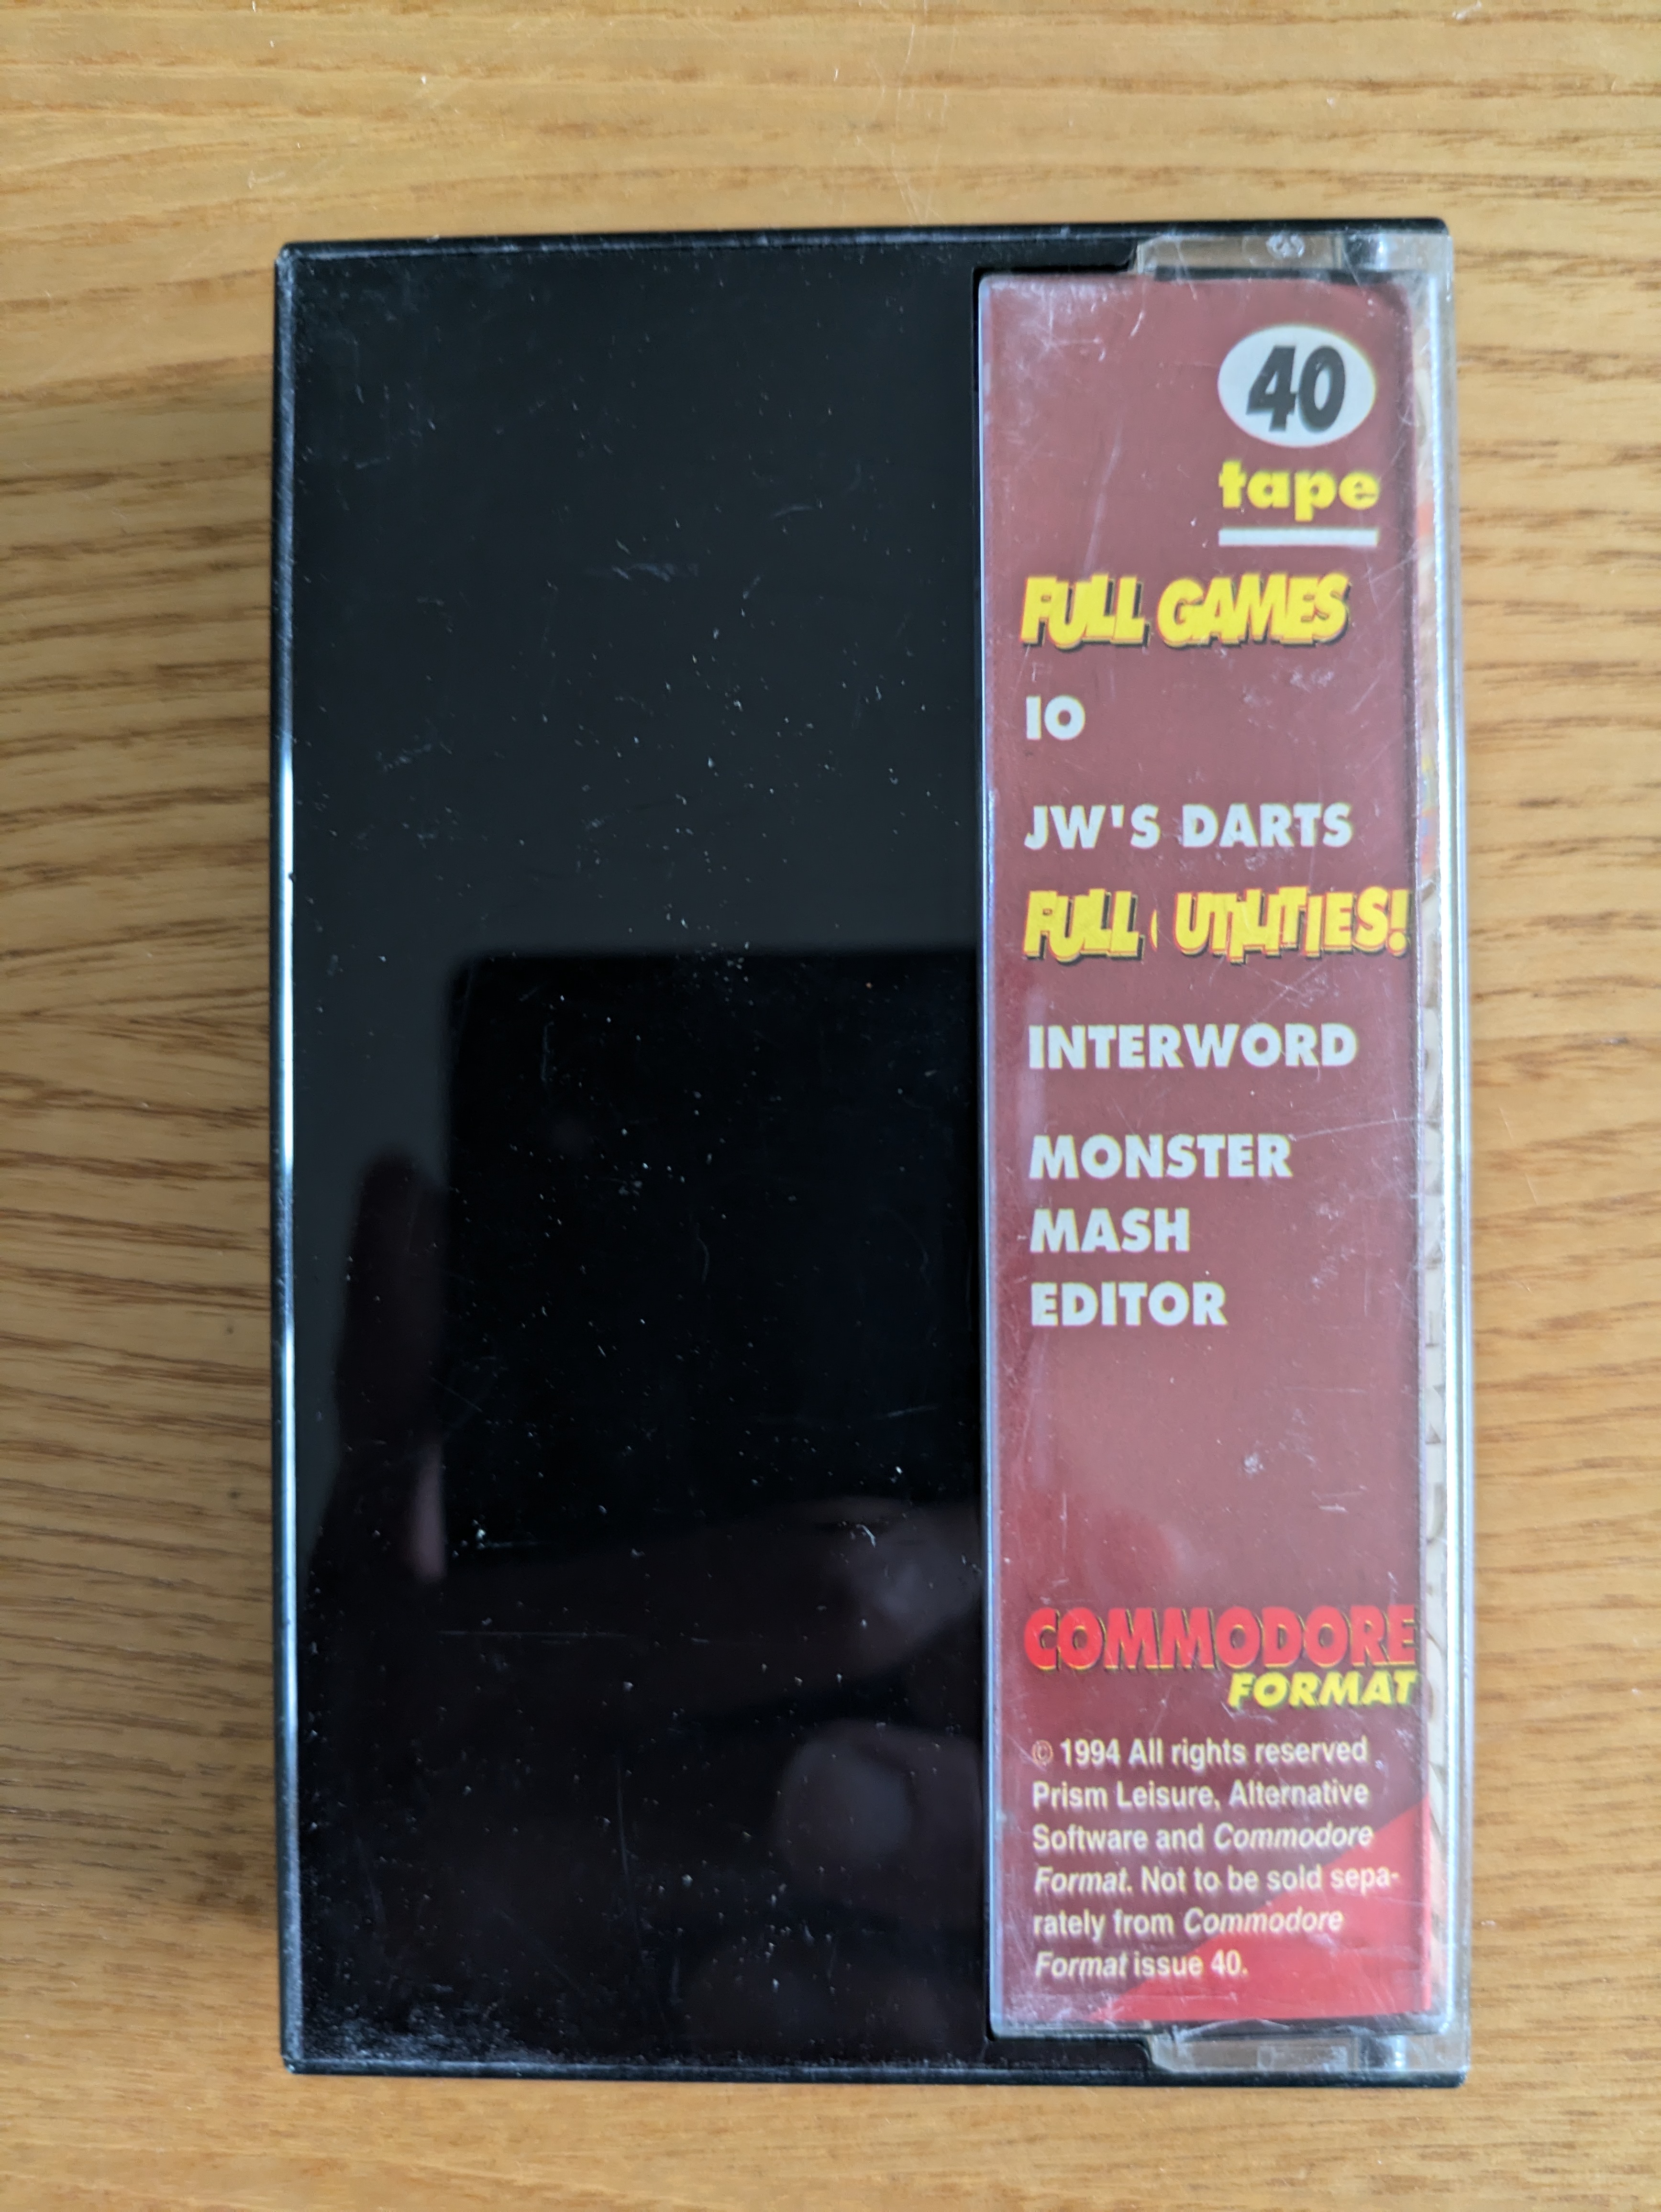 40
tape
FULL GAMES
IO
JW'S DARTS
FULL UTILITIES!
INTERWORD
MONSTER
MASH
EDITOR
COMMODORE
FORMAT
© 1994 All rights reserved
Prism Leisure, Alternative
Software and Commodore
Format. Not to be sold sepa-
rately from Commodore
Format issue 40.